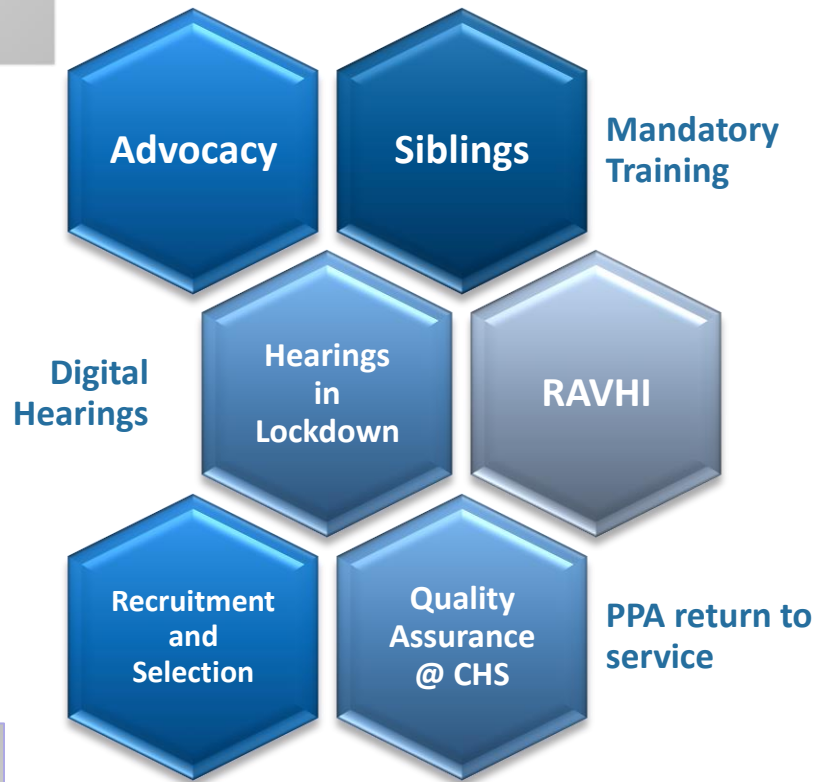 Advocacy
Siblings
Mandatory
Training
Digital
Hearings
Hearings
in
Lockdown
RAVHI
Recruitment
and
Selection
Quality
Assurance
@ CHS
PPA return to
service